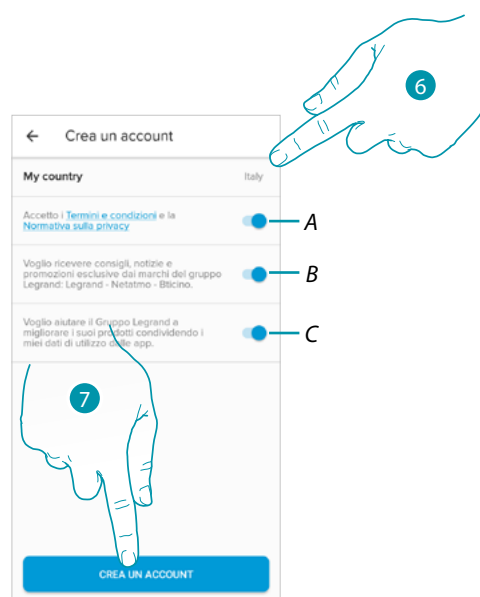 6
← Crea un account
My country Italy
Accetto i Termini e condizioni e la
Normativa sulla privacy
A
Voglio ricevere consigli, notizie e
promozioni esclusive dai marchi del gruppo
Legrand: Legrand - Netatmo - Bticino.
B
Voglio aiutare il Gruppo Legrand a
migliorare i suoi prodotti condividendo i
miei dati di utilizzo dalle app.
C
7
CREA UN ACCOUNT